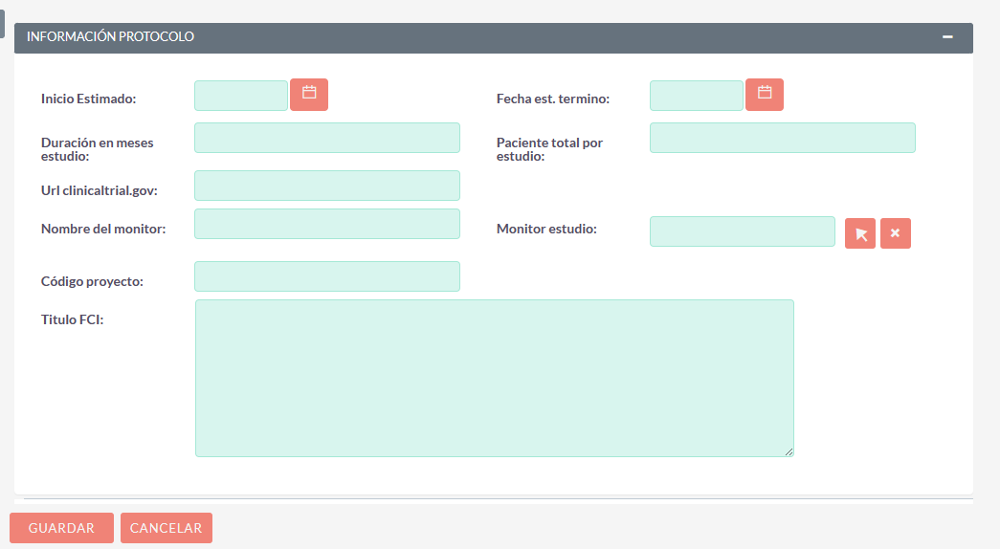 INFORMACIÓN PROTOCOLO
Inicio Estimado:
Fecha est. termino:
Duración en meses
estudio:
Paciente total por
estudio:
Url clinicaltrial.gov:
Nombre del monitor:
Monitor estudio:
Código proyecto:
Titulo FCI:
GUARDAR
CANCELAR